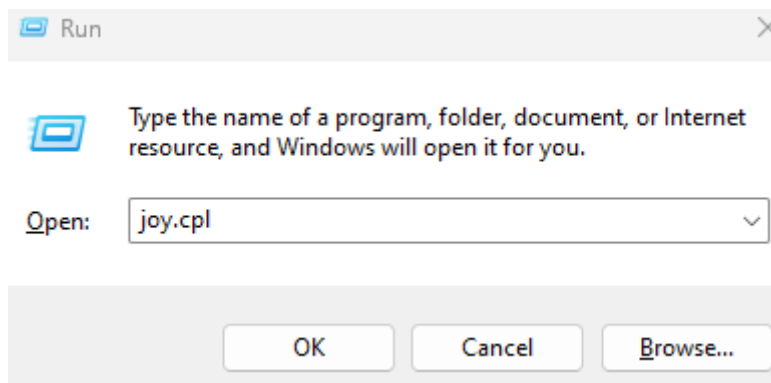 Run
Type the name of a program, folder, document, or Internet
resource, and Windows will open it for you.
Open: joy.cpl
OK Cancel Browse...